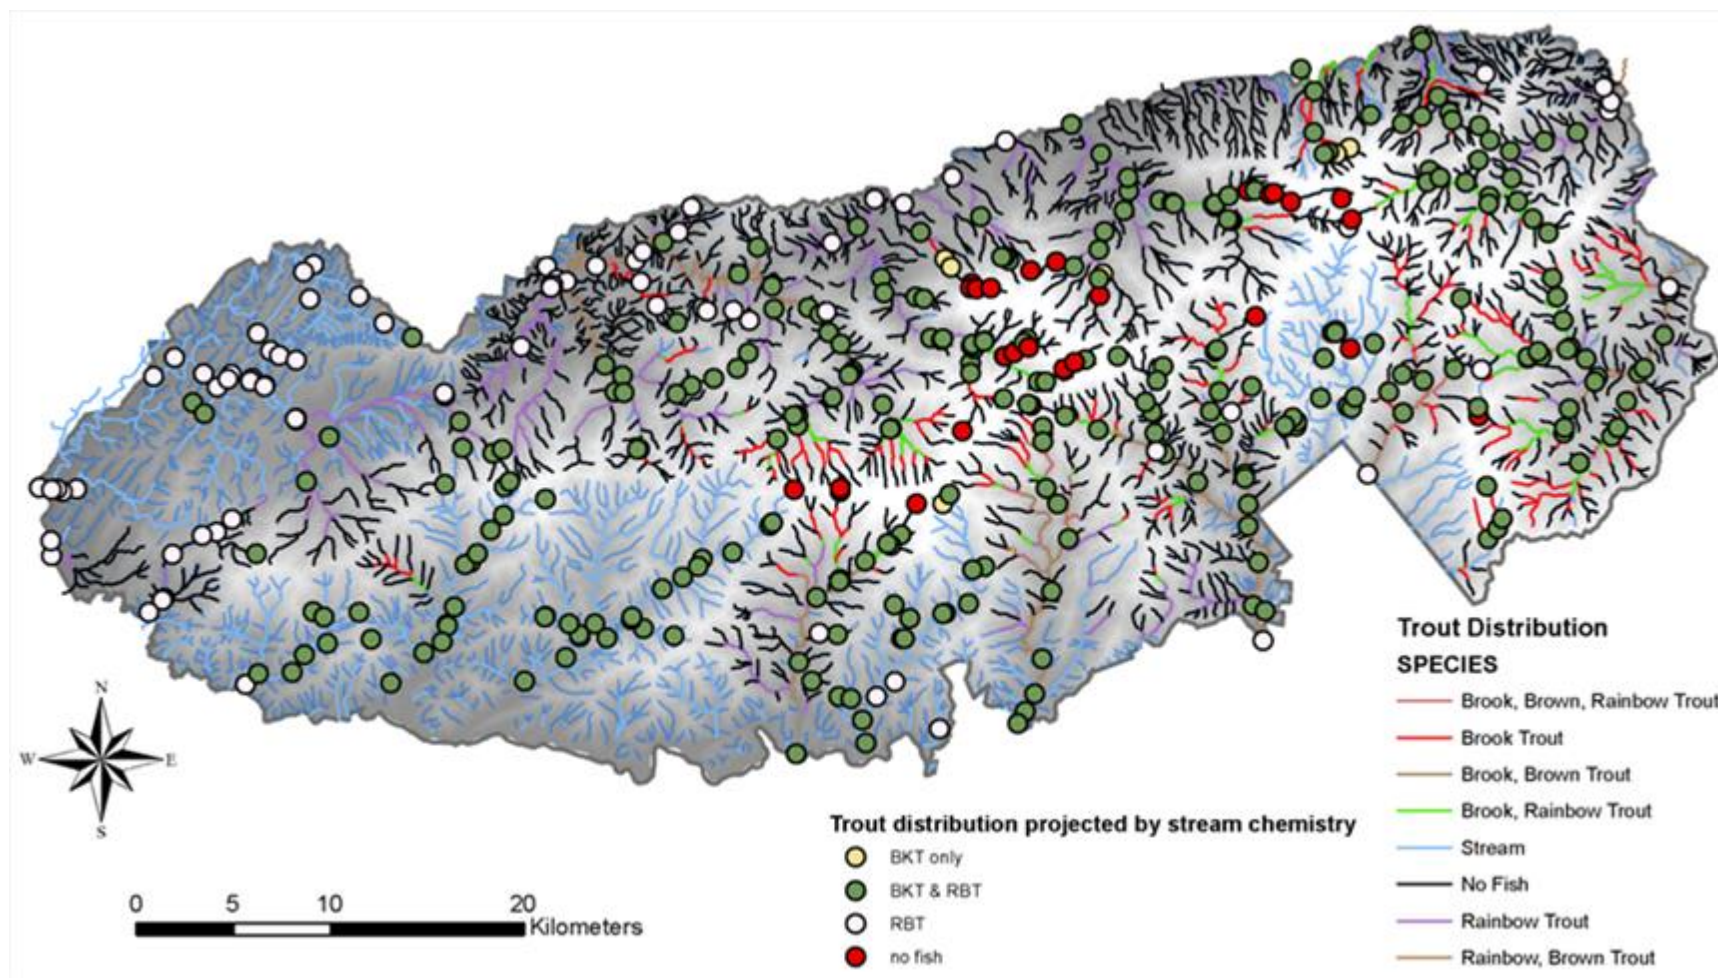 N
W E
S
0 5 10 20
Kilometers
Trout distribution projected by stream chemistry
BKT only
BKT & RBT
RBT
no fish
Trout Distribution
SPECIES
Brook, Brown, Rainbow Trout
Brook Trout
Brook, Brown Trout
Brook, Rainbow Trout
Stream
No Fish
Rainbow Trout
Rainbow, Brown Trout